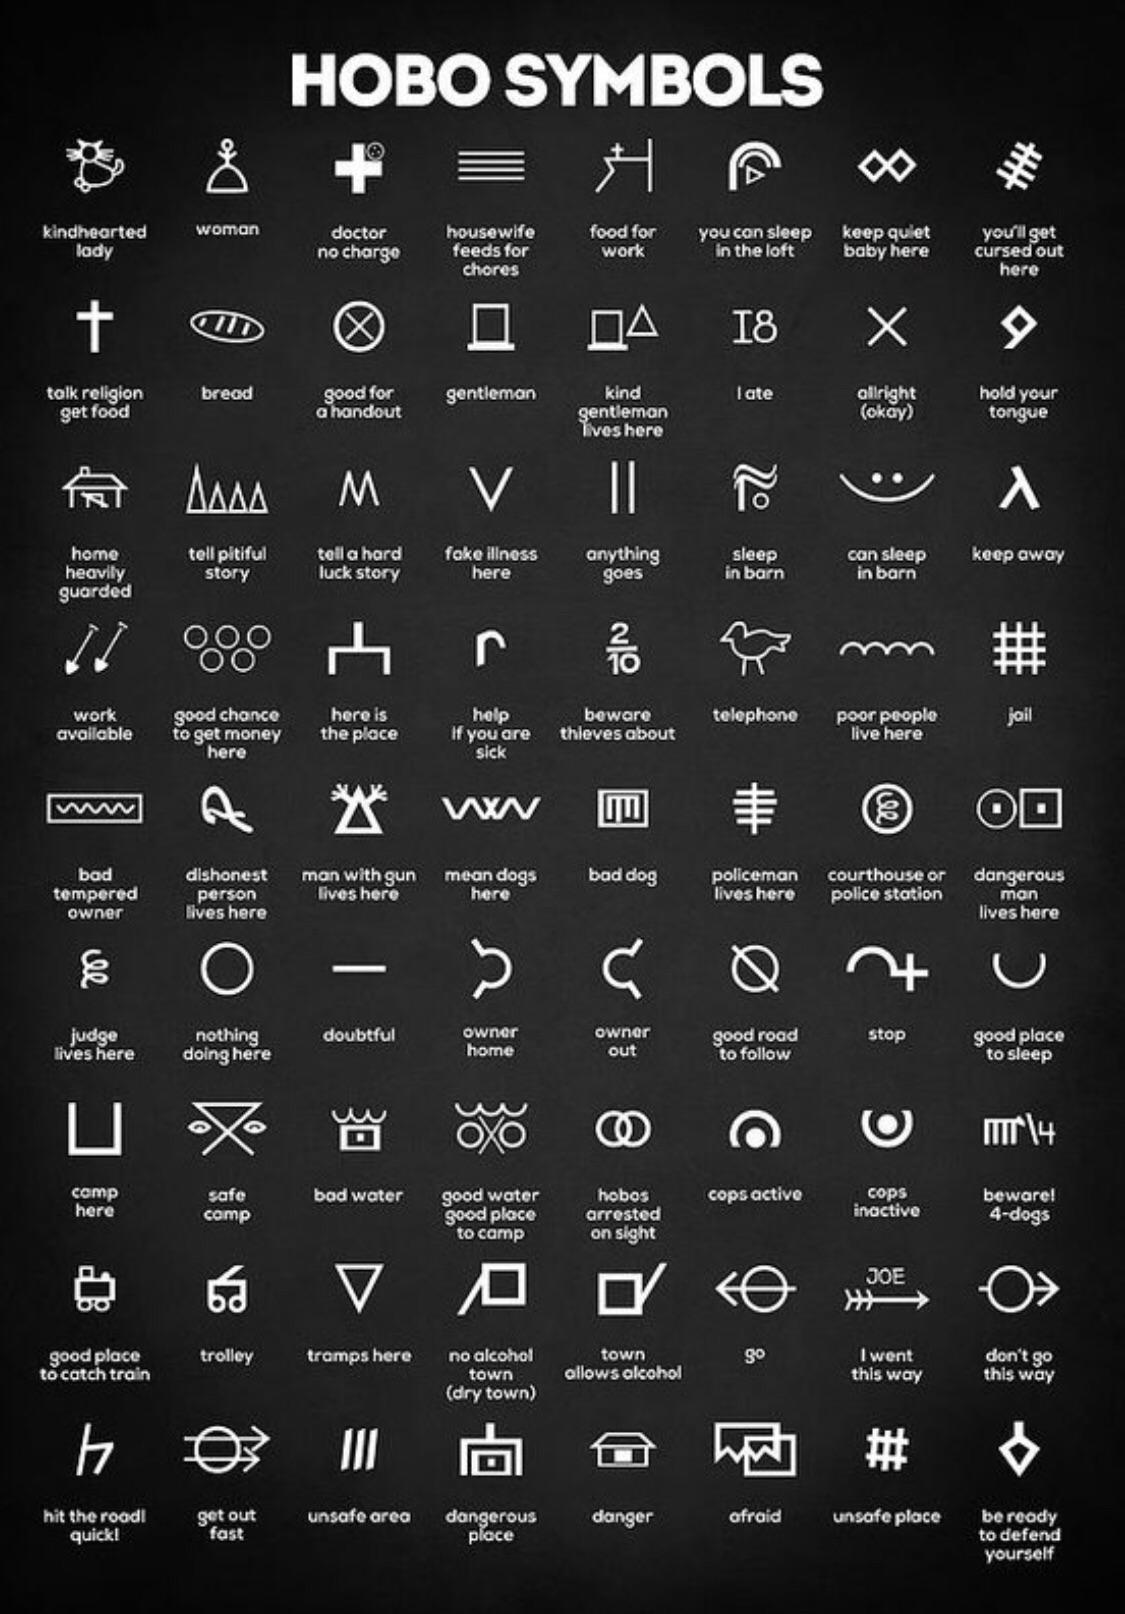 HOBO SYMBOLS
kindhearted
lady
woman
doctor
no charge
housewife
feeds for
chores
food for
work
you can sleep
in the loft
keep quiet
baby here
you'll get
cursed out
here
talk religion
get food
bread
good for
a handout
gentleman
kind
gentleman
lives here
I8
I ate
allright
(okay)
hold your
tongue
home
heavily
guarded
tell pitiful
story
tell a hard
luck story
fake illness
here
anything
goes
sleep
in barn
can sleep
in barn
keep away
work
available
good chance
to get money
here
here is
the place
help
if you are
sick
2
10
beware
thieves about
telephone
poor people
live here
jail
bad
tempered
owner
dishonest
person
lives here
man with gun
lives here
mean dogs
here
bad dog
policeman
lives here
courthouse or
police station
dangerous
man
lives here
judge
lives here
nothing
doing here
doubtful
owner
home
owner
out
good road
to follow
stop
good place
to sleep
camp
here
safe
camp
bad water
good water
good place
to camp
hobos
arrested
on sight
cops active
cops
inactive
\4
beware!
4-dogs
good place
to catch train
trolley
tramps here
no alcohol
town
(dry town)
town
allows alcohol
go
JOE
I went
this way
don't go
this way
hit the road!
quick!
get out
fast
unsafe area
dangerous
place
danger
afraid
unsafe place
be ready
to defend
yourself